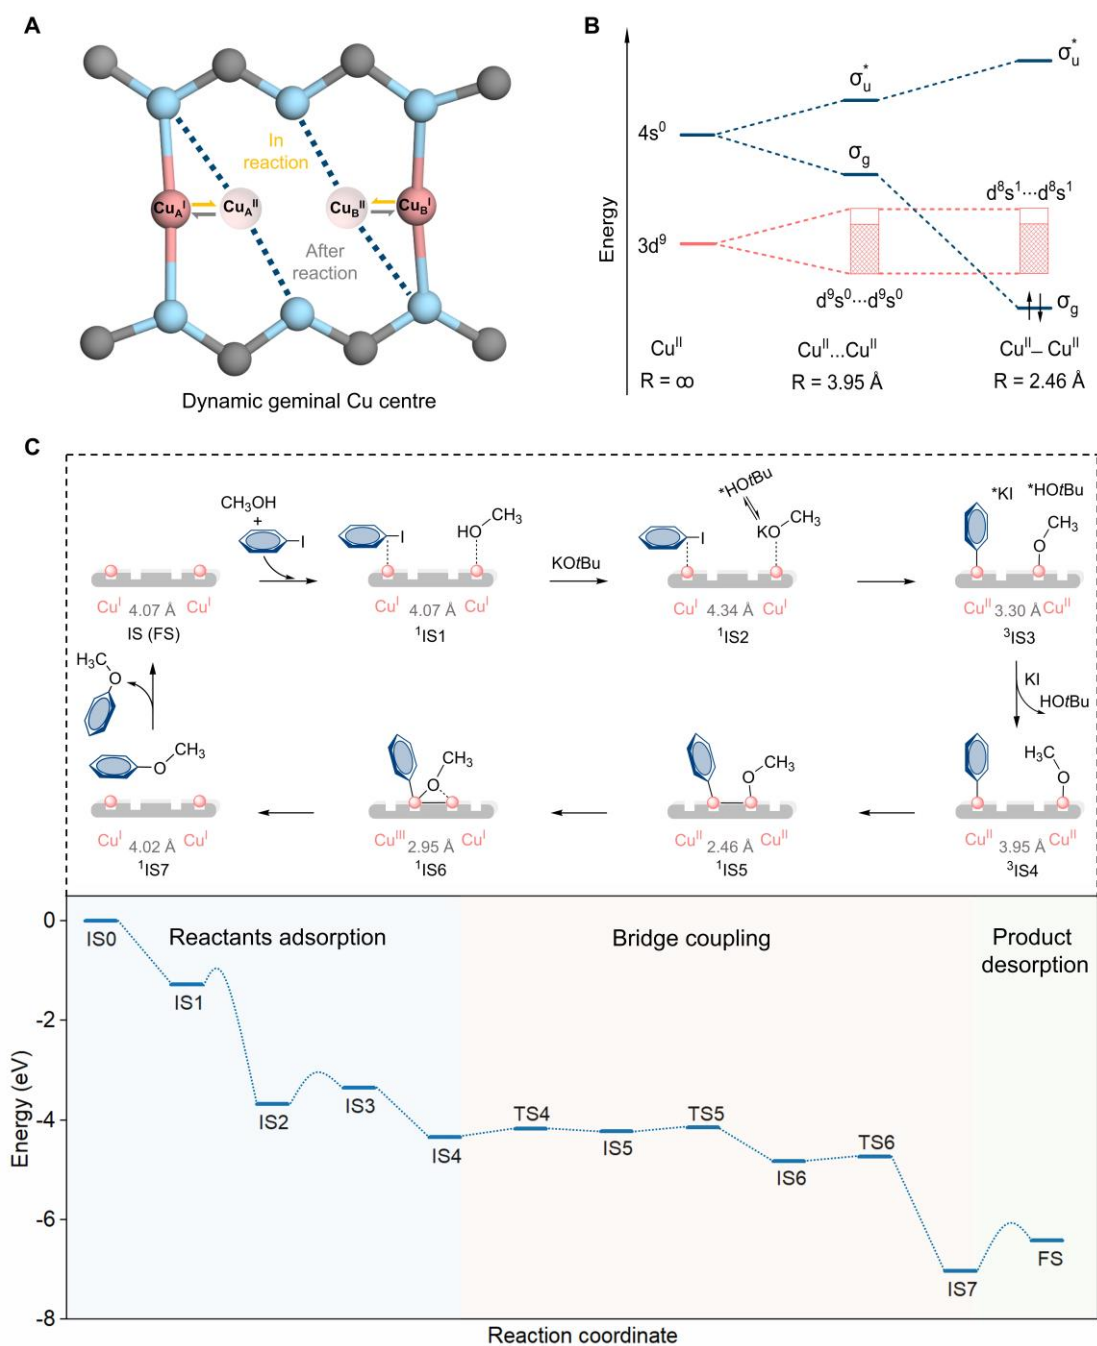 A
In
reaction
Cu_A^I
Cu_A^II
Cu_B^II
Cu_B^I
After
reaction
Dynamic geminal Cu centre
B
Energy
σ_u^*
σ_u^*
4s^0
σ_g
d^8s^1...d^8s^1
3d^9
d^9s^0...d^9s^0
σ_g
Cu^II
Cu^II...Cu^II
Cu^II–Cu^II
R = ∞
R = 3.95 Å
R = 2.46 Å
C
CH3OH
+
I
Cu^I 4.07 Å Cu^I
IS (FS)
I
HO
CH3
Cu^I 4.07 Å Cu^I
^1IS1
KOtBu
*HOtBu
I
KO
CH3
Cu^I 4.34 Å Cu^I
^1IS2
*KI
*HOtBu
CH3
O
Cu^II 3.30 Å Cu^II
^3IS3
KI
HOtBu
H3C
O
O
CH3
Cu^I 4.02 Å Cu^I
^1IS7
CH3
O
Cu^III 2.95 Å Cu^I
^1IS6
CH3
O
Cu^II 2.46 Å Cu^II
^1IS5
H3C
O
Cu^II 3.95 Å Cu^II
^3IS4
Energy (eV)
0
-2
-4
-6
-8
Reactants adsorption
Bridge coupling
Product
desorption
IS0
IS1
IS2
IS3
IS4
TS4
IS5
TS5
IS6
TS6
IS7
FS
Reaction coordinate